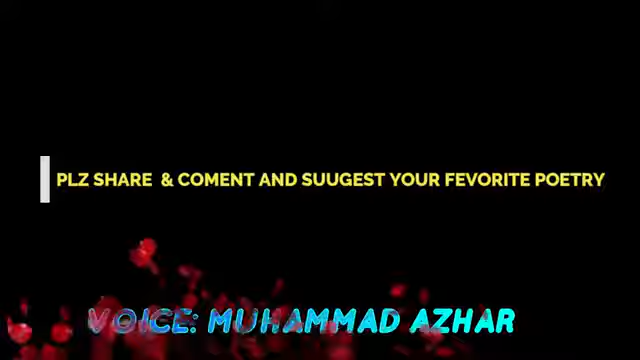 PLZ SHARE & COMENT AND SUUGEST YOUR FEVORITE POETRY
VOICE: MUHAMMAD AZHAR